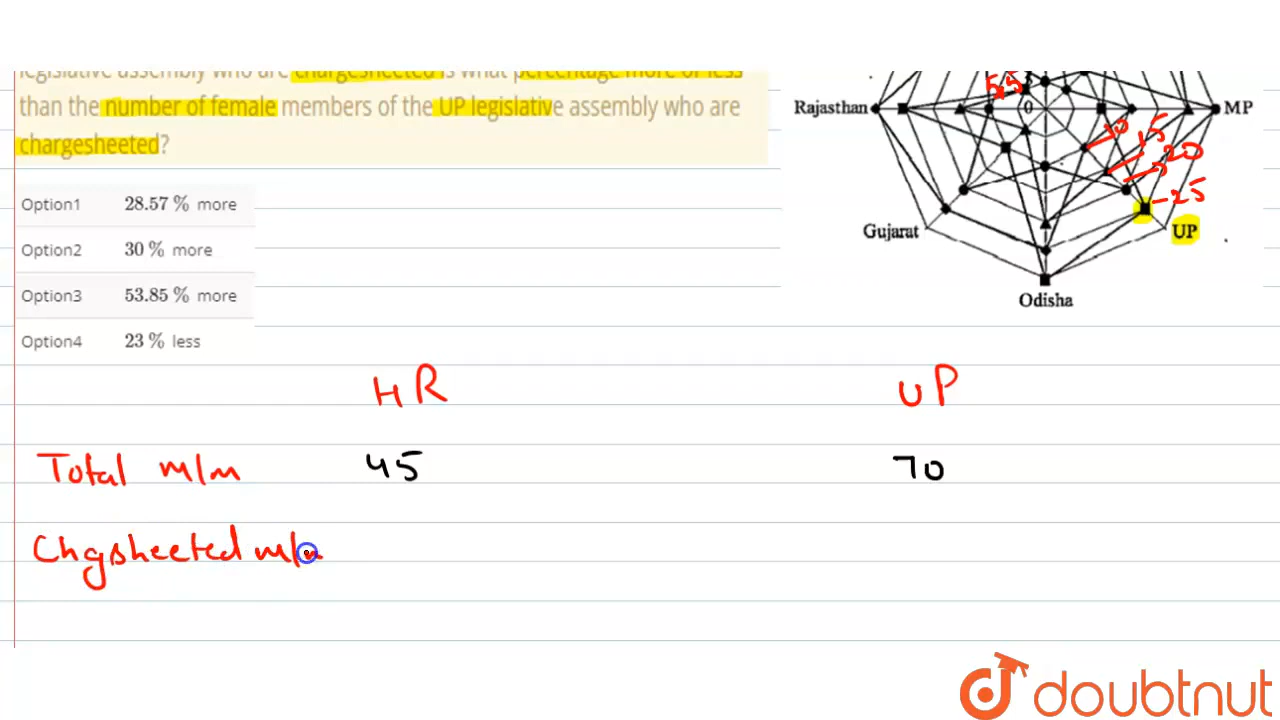 legislative assembly who are chargesheeted is what percentage more or less
than the number of female members of the UP legislative assembly who are
chargesheeted?
Option1 28.57 % more
Option2 30 % more
Option3 53.85 % more
Option4 23 % less
Rajasthan
0
5
MP
10
15
20
-25
Gujarat
UP
Odisha
HR UP
Total m/m 45 70
Chgsheeted m/m
doubtnut